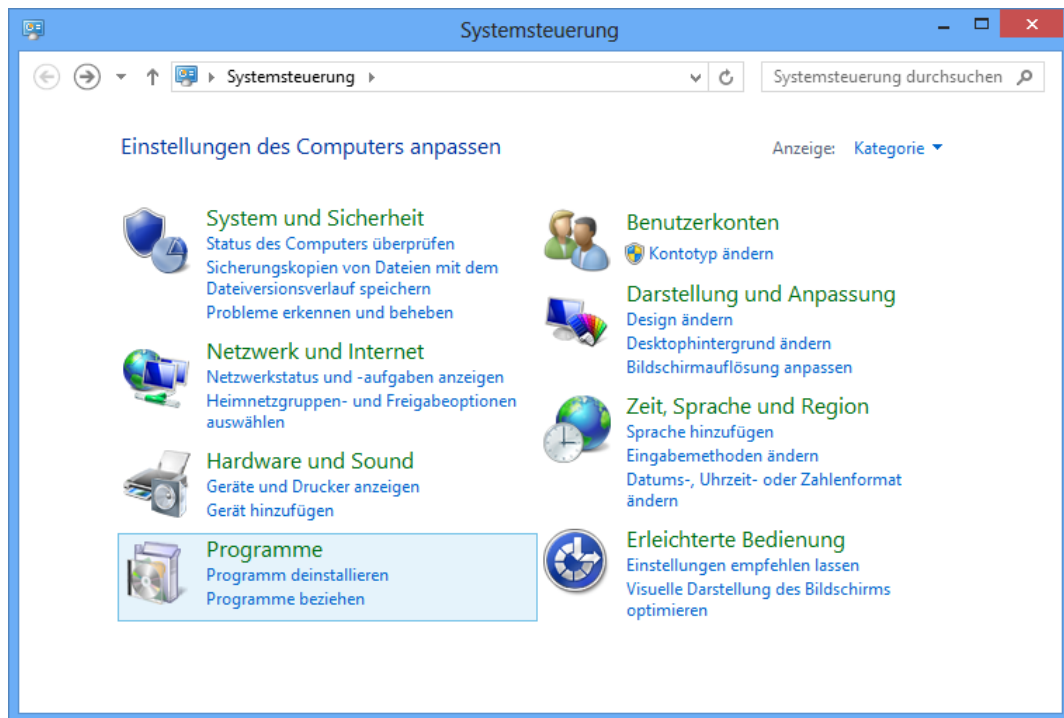 Systemsteuerung
Systemsteuerung
Systemsteuerung durchsuchen
Einstellungen des Computers anpassen
Anzeige: Kategorie
System und Sicherheit
Status des Computers überprüfen
Sicherungskopien von Dateien mit dem
Dateiversionsverlauf speichern
Probleme erkennen und beheben
Netzwerk und Internet
Netzwerkstatus und -aufgaben anzeigen
Heimnetzgruppen- und Freigabeoptionen
auswählen
Hardware und Sound
Geräte und Drucker anzeigen
Gerät hinzufügen
Programme
Programm deinstallieren
Programme beziehen
Benutzerkonten
Kontotyp ändern
Darstellung und Anpassung
Design ändern
Desktophintergrund ändern
Bildschirmauflösung anpassen
Zeit, Sprache und Region
Sprache hinzufügen
Eingabemethoden ändern
Datums-, Uhrzeit- oder Zahlenformat
ändern
Erleichterte Bedienung
Einstellungen empfehlen lassen
Visuelle Darstellung des Bildschirms
optimieren